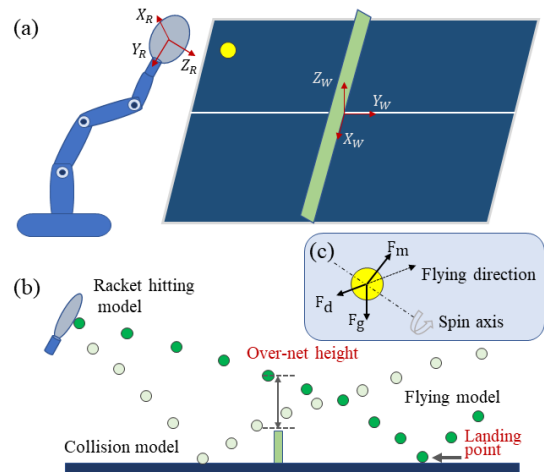 (a)
X_R
Y_R
Z_R
Z_W
Y_W
X_W
(c)
Fm
Flying direction
Fd
Fg
Spin axis
(b)
Racket hitting
model
Over-net height
Flying model
Collision model
Landing
point